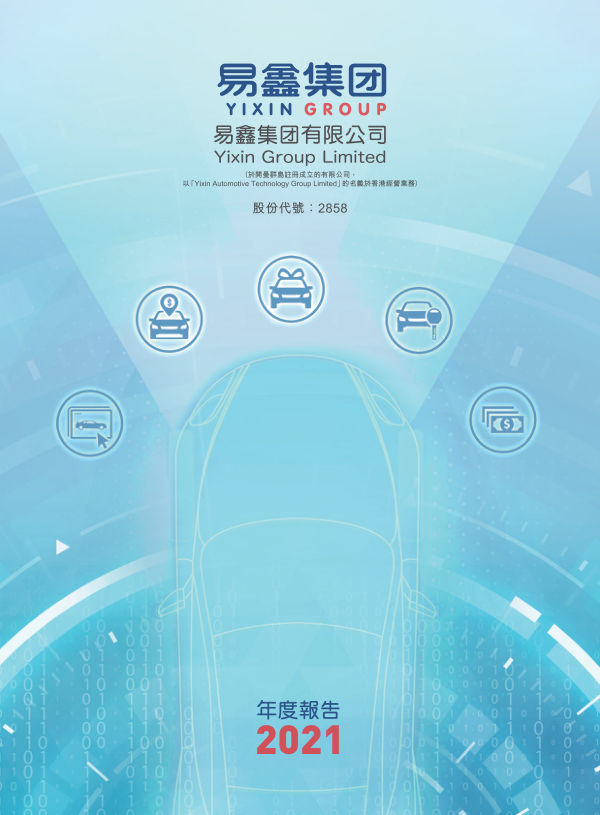 易鑫集团
YIXIN GROUP
易鑫集团有限公司
Yixin Group Limited
(於開曼群島註冊成立的有限公司，
以「Yixin Automotive Technology Group Limited」的名義於香港經營業務)
股份代號：2858
年度報告
2021